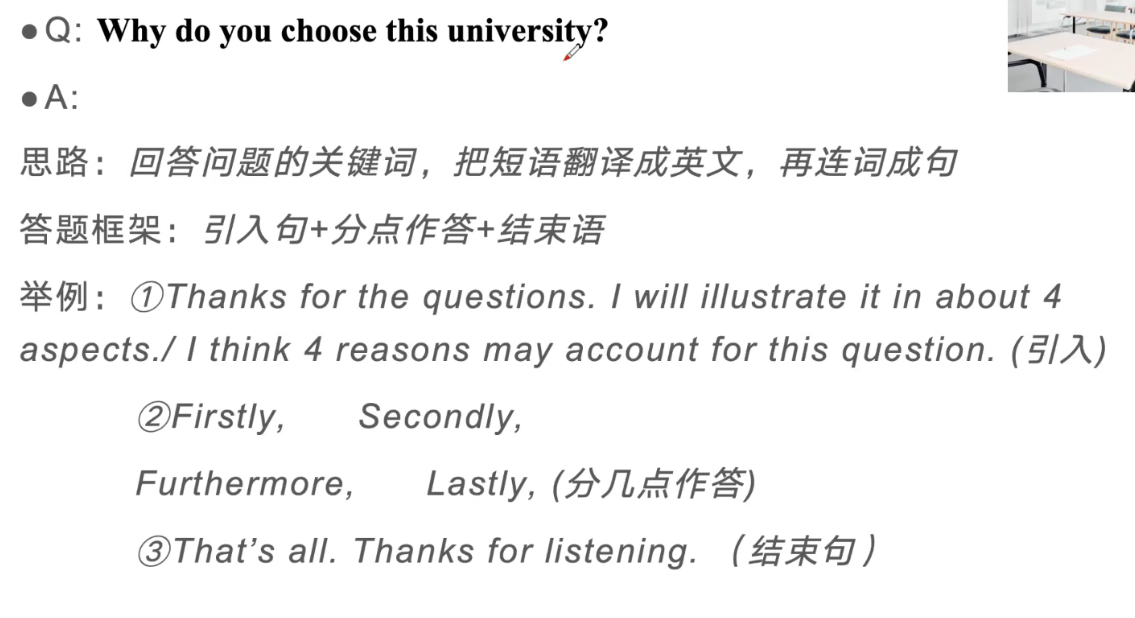 ●Q: Why do you choose this university?
●A:
思路：回答问题的关键词，把短语翻译成英文，再连词成句
答题框架：引入句+分点作答+结束语
举例：①Thanks for the questions. I will illustrate it in about 4
aspects./ I think 4 reasons may account for this question. (引入)
②Firstly, Secondly,
Furthermore, Lastly, (分几点作答)
③That’s all. Thanks for listening. （结束句）